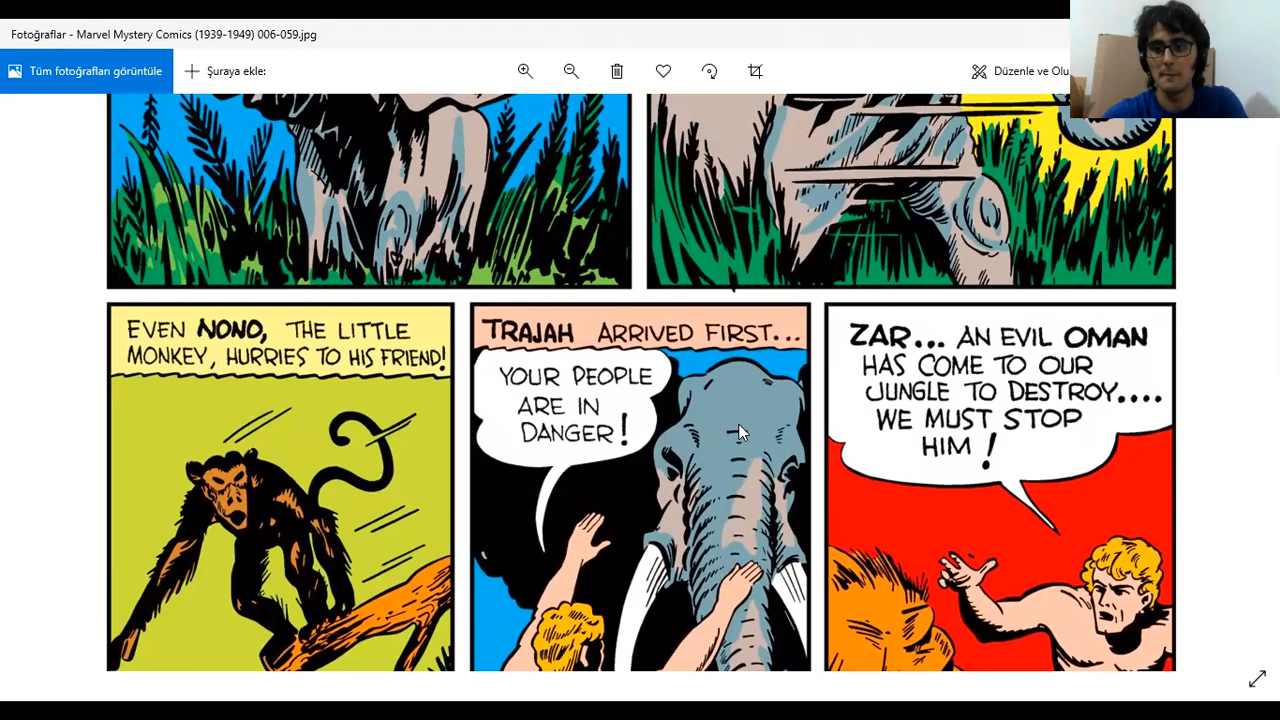 Fotoğraflar - Marvel Mystery Comics (1939-1949) 006-059.jpg
Tüm fotoğrafları görüntüle
Şuraya ekle:
Düzenle ve Olu
EVEN NONO, THE LITTLE
MONKEY, HURRIES TO HIS FRIEND!
TRAJAH ARRIVED FIRST...
YOUR PEOPLE
ARE IN
DANGER!
ZAR... AN EVIL OMAN
HAS COME TO OUR
JUNGLE TO DESTROY....
WE MUST STOP
HIM!